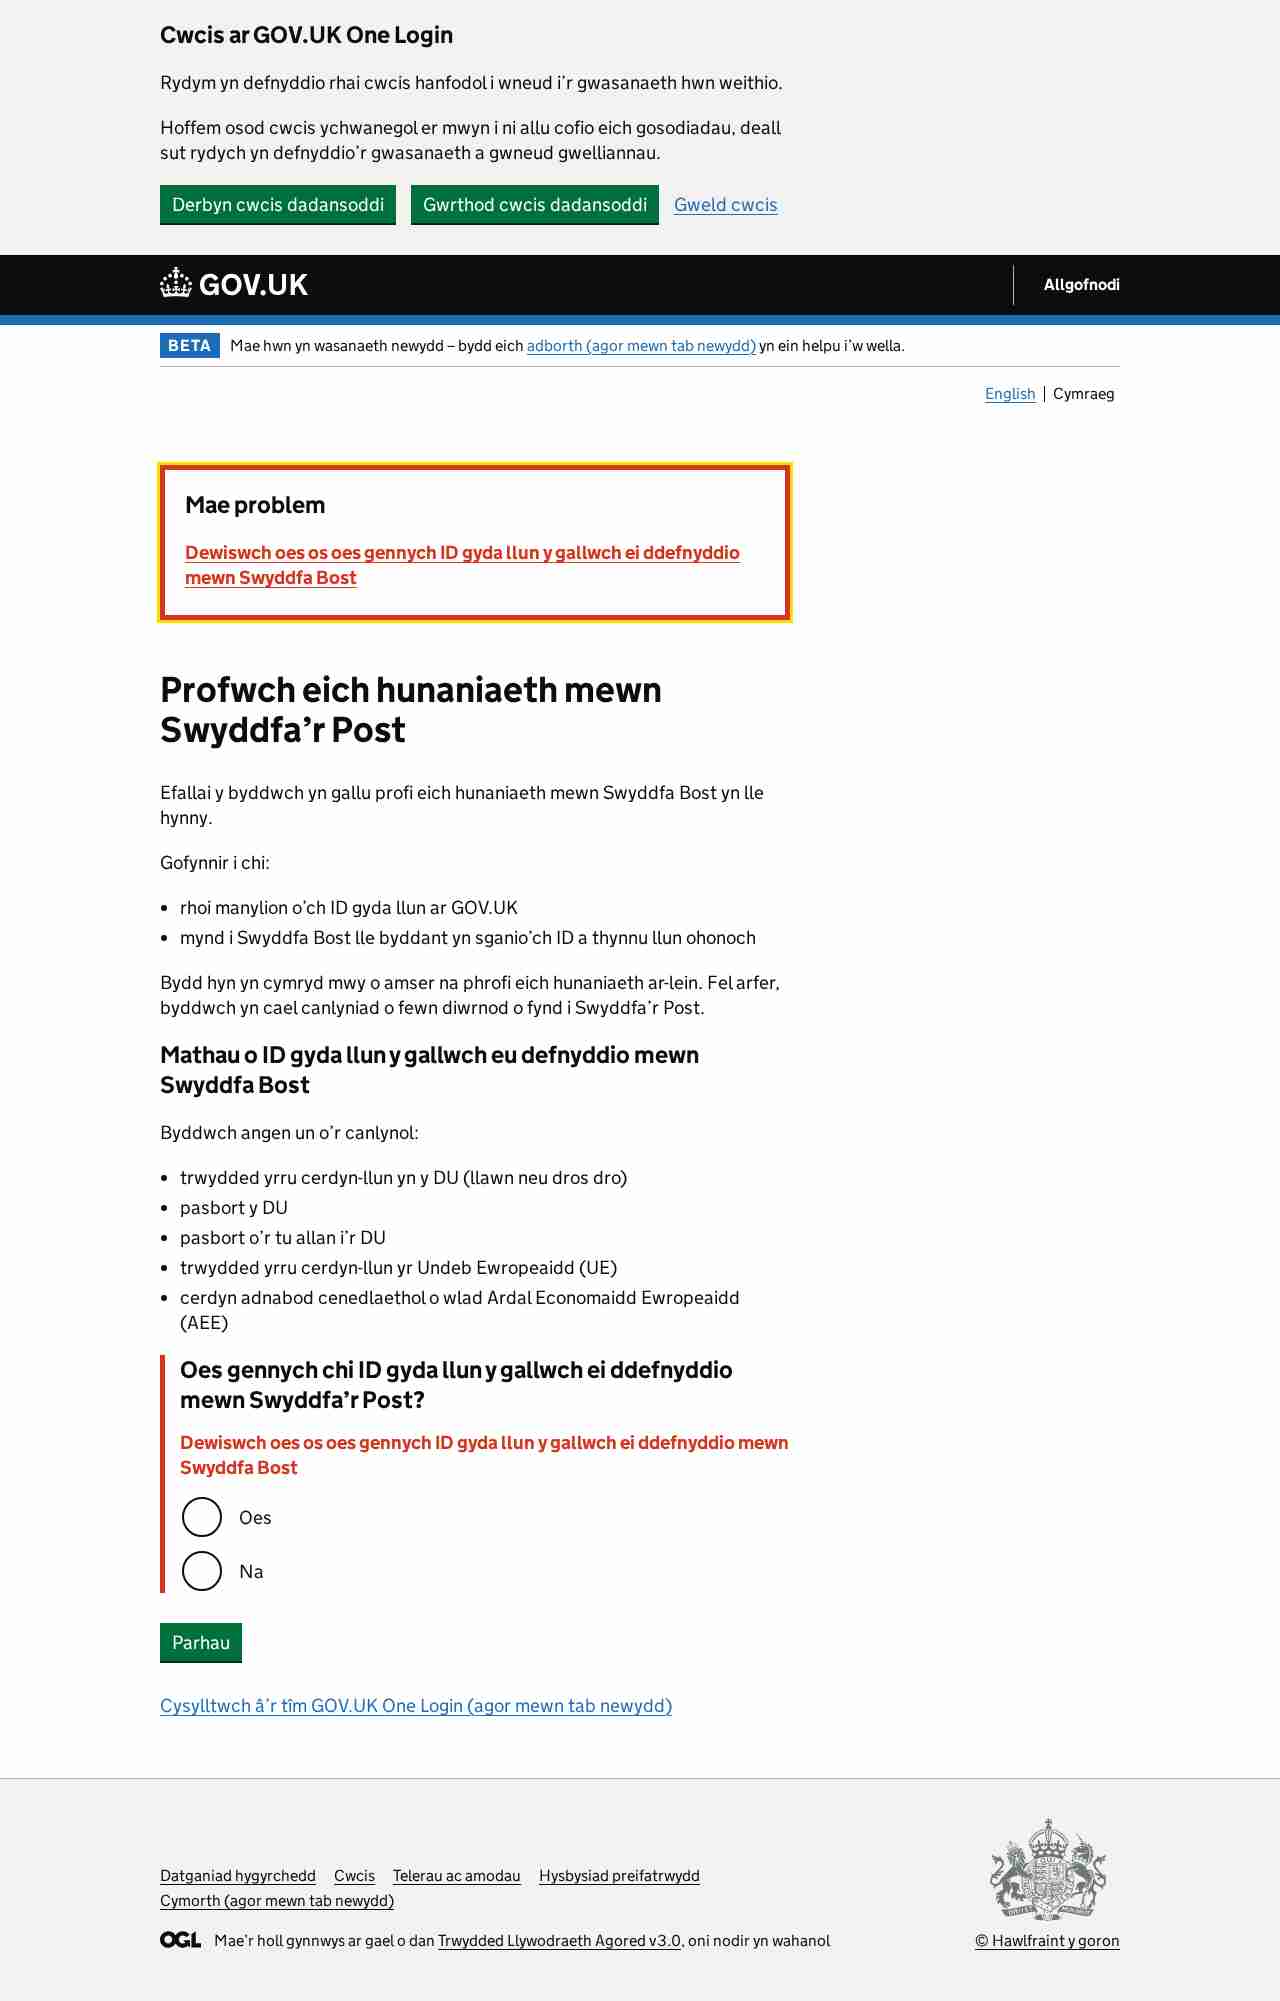 Cwcis ar GOV.UK One Login
Rydym yn defnyddio rhai cwcis hanfodol i wneud i’r gwasanaeth hwn weithio.
Hoffem osod cwcis ychwanegol er mwyn i ni allu cofio eich gosodiadau, deall
sut rydych yn defnyddio’r gwasanaeth a gwneud gwelliannau.
Derbyn cwcis dadansoddi Gwrthod cwcis dadansoddi Gweld cwcis
GOV.UK Allgofnodi
BETA Mae hwn yn wasanaeth newydd – bydd eich adborth (agor mewn tab newydd) yn ein helpu i’w wella.
English | Cymraeg
Mae problem
Dewiswch oes os oes gennych ID gyda llun y gallwch ei ddefnyddio
mewn Swyddfa Bost
Profwch eich hunaniaeth mewn
Swyddfa’r Post
Efallai y byddwch yn gallu profi eich hunaniaeth mewn Swyddfa Bost yn lle
hynny.
Gofynnir i chi:
• rhoi manylion o’ch ID gyda llun ar GOV.UK
• mynd i Swyddfa Bost lle byddant yn sganio’ch ID a thynnu llun ohonoch
Bydd hyn yn cymryd mwy o amser na phrofi eich hunaniaeth ar-lein. Fel arfer,
byddwch yn cael canlyniad o fewn diwrnod o fynd i Swyddfa’r Post.
Mathau o ID gyda llun y gallwch eu defnyddio mewn
Swyddfa Bost
Byddwch angen un o’r canlynol:
• trwydded yrru cerdyn-llun yn y DU (llawn neu dros dro)
• pasbort y DU
• pasbort o’r tu allan i’r DU
• trwydded yrru cerdyn-llun yr Undeb Ewropeaidd (UE)
• cerdyn adnabod cenedlaethol o wlad Ardal Economaidd Ewropeaidd
(AEE)
Oes gennych chi ID gyda llun y gallwch ei ddefnyddio
mewn Swyddfa’r Post?
Dewiswch oes os oes gennych ID gyda llun y gallwch ei ddefnyddio mewn
Swyddfa Bost
Oes
Na
Parhau
Cysylltwch â’r tîm GOV.UK One Login (agor mewn tab newydd)
Datganiad hygyrchedd Cwcis Telerau ac amodau Hysbysiad preifatrwydd
Cymorth (agor mewn tab newydd)
OGL Mae’r holl gynnwys ar gael o dan Trwydded Llywodraeth Agored v3.0, oni nodir yn wahanol
© Hawlfraint y goron